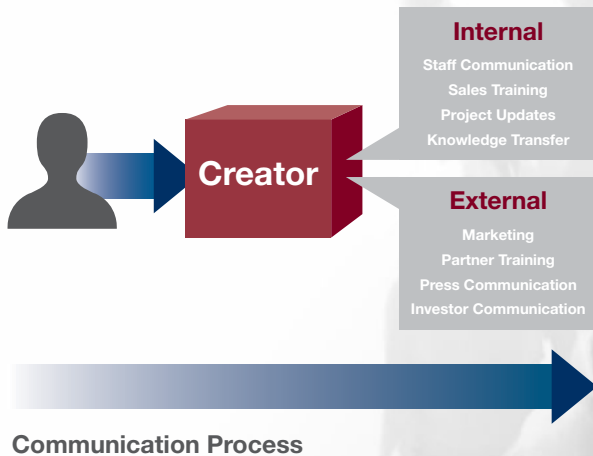 Internal
Staff Communication
Sales Training
Project Updates
Knowledge Transfer
Creator
External
Marketing
Partner Training
Press Communication
Investor Communication
Communication Process